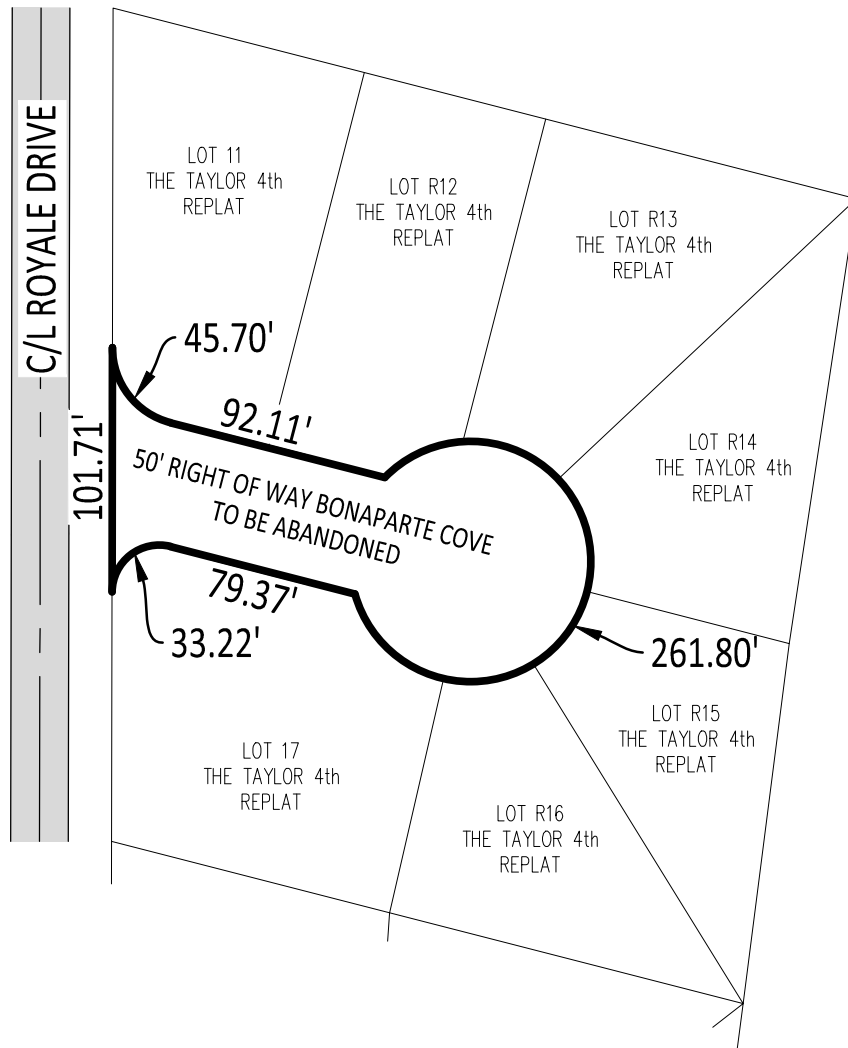 C/L ROYALE DRIVE
LOT 11
THE TAYLOR 4th
REPLAT
LOT R12
THE TAYLOR 4th
REPLAT
LOT R13
THE TAYLOR 4th
REPLAT
45.70'
92.11'
101.71'
50' RIGHT OF WAY BONAPARTE COVE
TO BE ABANDONED
LOT R14
THE TAYLOR 4th
REPLAT
79.37'
33.22'
261.80'
LOT R15
THE TAYLOR 4th
REPLAT
LOT 17
THE TAYLOR 4th
REPLAT
LOT R16
THE TAYLOR 4th
REPLAT